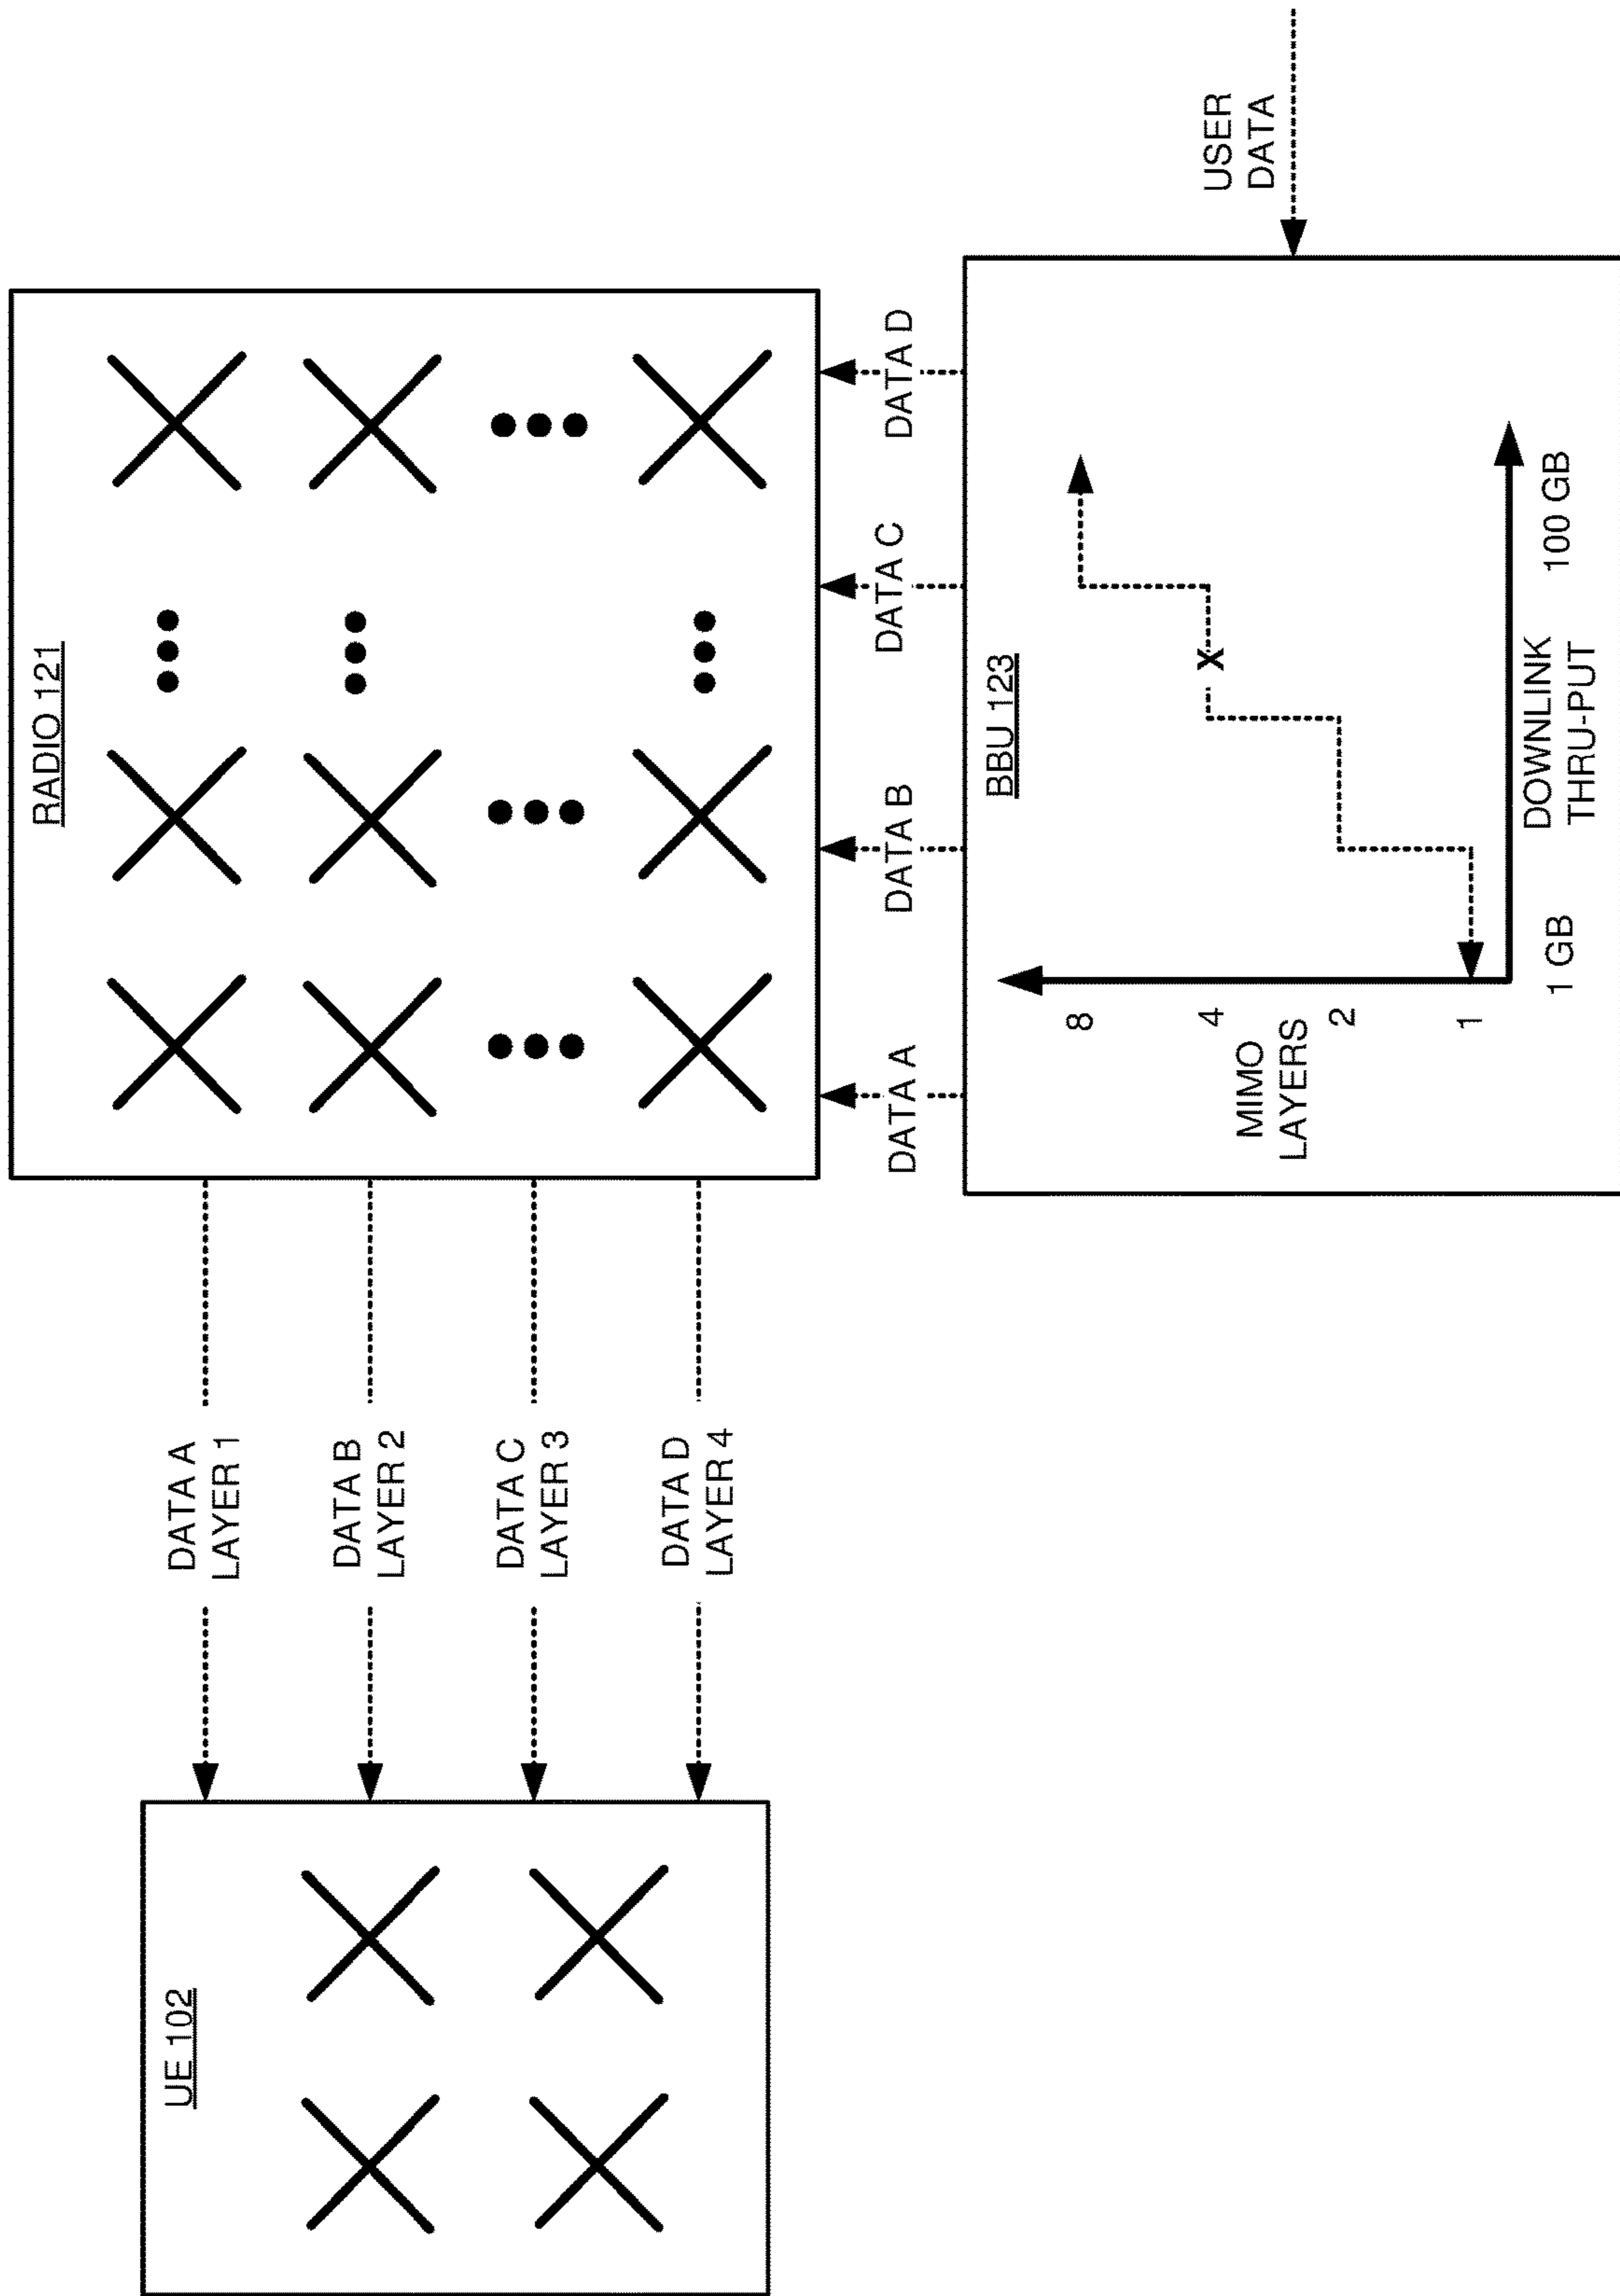 UE 102
DATA A
LAYER 1
DATA B
LAYER 2
DATA C
LAYER 3
DATA D
LAYER 4
RADIO 121
DATA A
DATA B
DATA C
DATA D
BBU 123
MIMO
LAYERS
8
4
X
2
1
1 GB
DOWNLINK
THRU-PUT
100 GB
USER
DATA